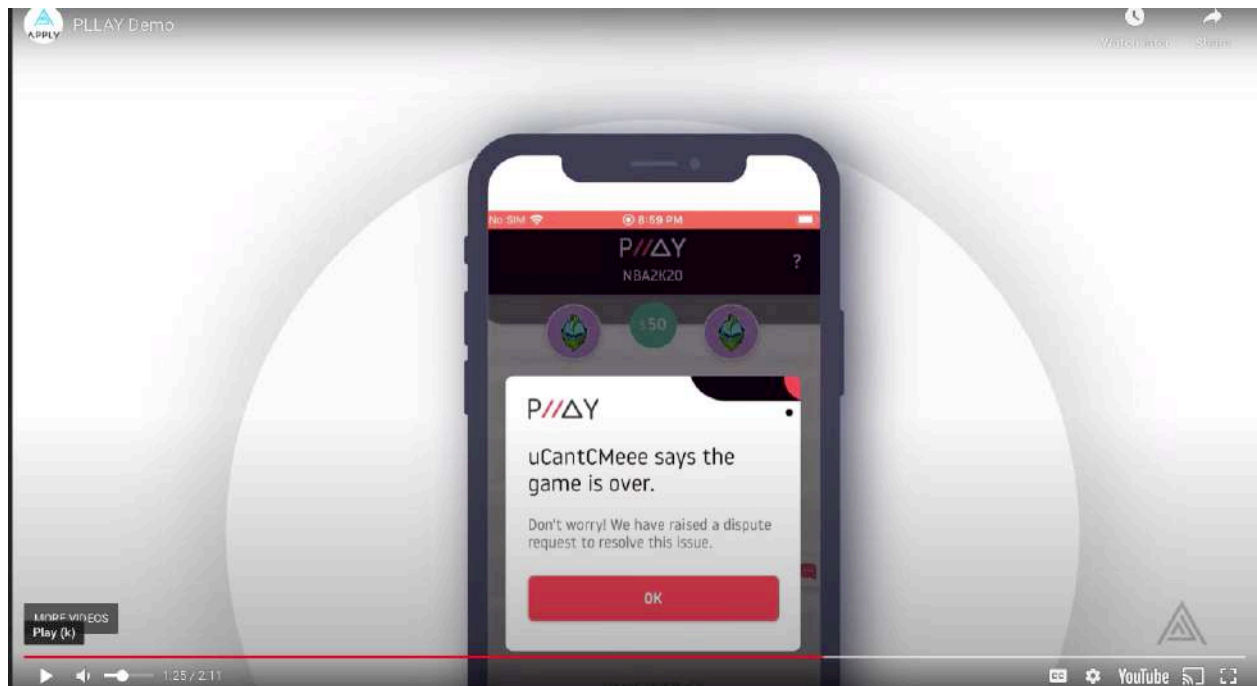 APPLY
PLLAY Demo
Watch later
Share
No SIM
8:59 PM
P//△Y
NBA2K20
?
$50
P//△Y
uCantCMeee says the
game is over.
Don't worry! We have raised a dispute
request to resolve this issue.
OK
MORE VIDEOS
Play (k)
1:25 / 2:11
CC
YouTube